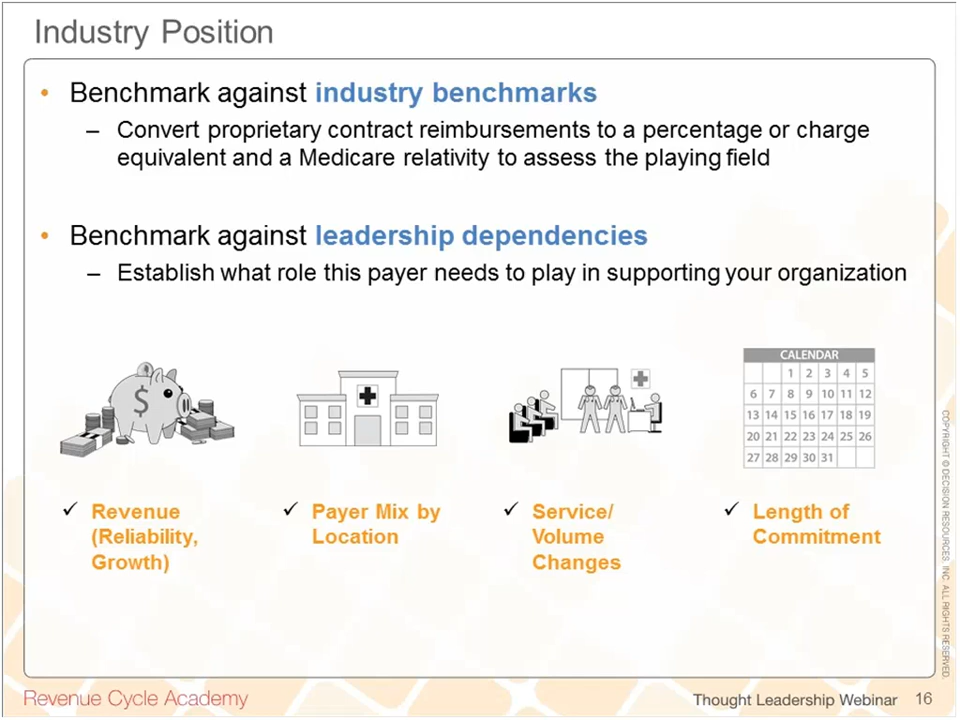 Industry Position
• Benchmark against industry benchmarks
– Convert proprietary contract reimbursements to a percentage or charge
equivalent and a Medicare relativity to assess the playing field
• Benchmark against leadership dependencies
– Establish what role this payer needs to play in supporting your organization
$
CALENDAR
1 2 3 4 5
6 7 8 9 10 11 12
13 14 15 16 17 18 19
20 21 22 23 24 25 26
27 28 29 30 31
✓ Revenue
(Reliability,
Growth)
✓ Payer Mix by
Location
✓ Service/
Volume
Changes
✓ Length of
Commitment
COPYRIGHT © DECISION RESOURCES, INC. ALL RIGHTS RESERVED.
Revenue Cycle Academy
Thought Leadership Webinar 16